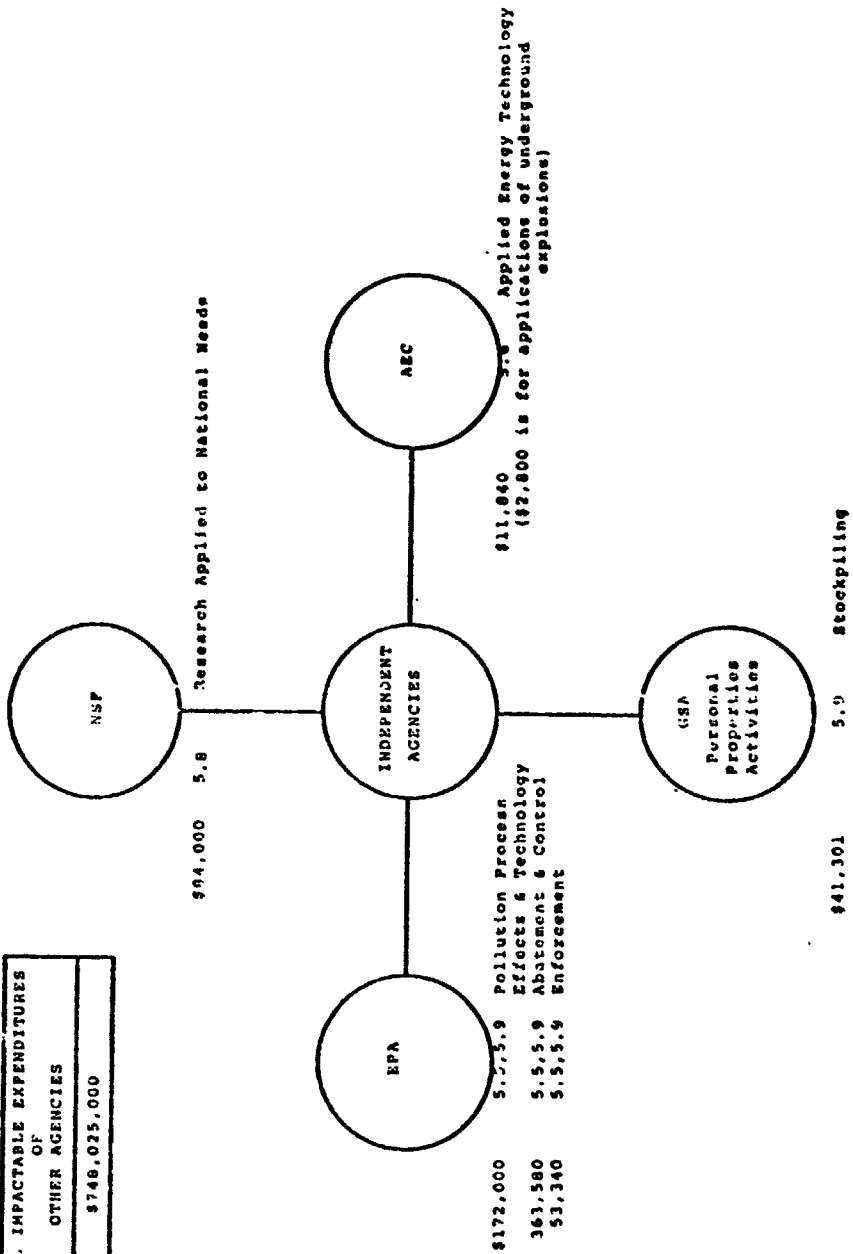 . IMPACTABLE EXPENDITURES
OF
OTHER AGENCIES
$748,025,000
NSF
$84,000 5.8 Research Applied to National Needs
EPA
INDEPENDENT
AGENCIES
AEC
$172,000 Pollution Process
Effects & Technology
363,580 5.5,5.9 Abatement & Control
53,340 5.5,5.9 Enforcement
$11,840 Applied Energy Technology
($2,800 is for applications of underground
explosions)
GSA
Personal
Properties
Activities
$41,301 5.9 Stockpiling